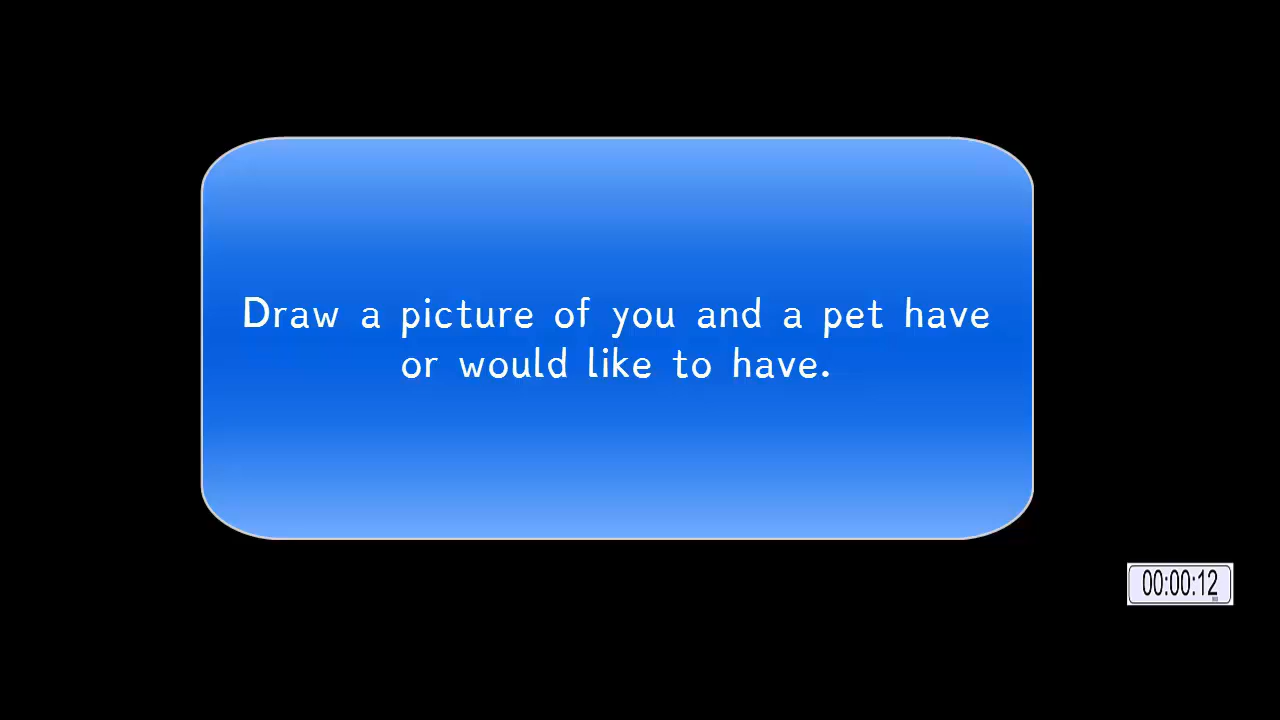 Draw a picture of you and a pet have
or would like to have.
00:00:12